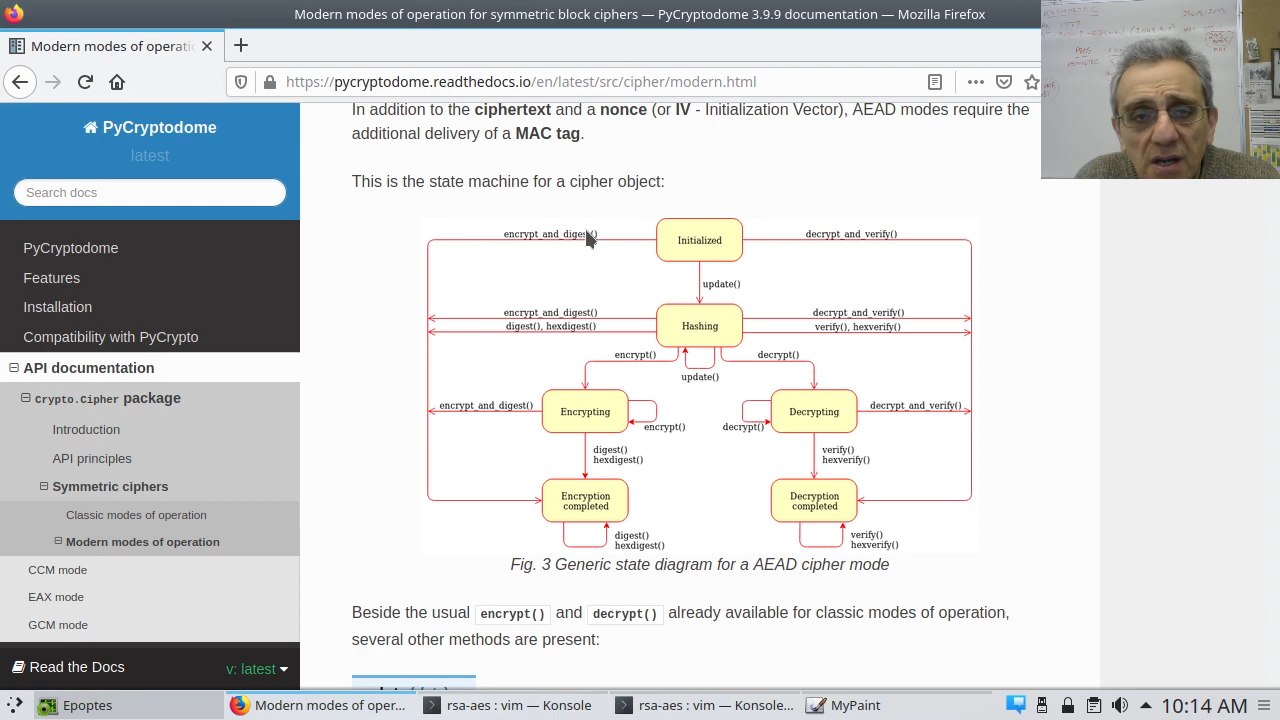 Modern modes of operation for symmetric block ciphers — PyCryptodome 3.9.9 documentation — Mozilla Firefox
Modern modes of operatio
https://pycryptodome.readthedocs.io/en/latest/src/cipher/modern.html
PyCryptodome
latest
Search docs
PyCryptodome
Features
Installation
Compatibility with PyCrypto
API documentation
Crypto.Cipher package
Introduction
API principles
Symmetric ciphers
Classic modes of operation
Modern modes of operation
CCM mode
EAX mode
GCM mode
Read the Docs
v: latest
In addition to the ciphertext and a nonce (or IV - Initialization Vector), AEAD modes require the
additional delivery of a MAC tag.
This is the state machine for a cipher object:
encrypt_and_digest()
Initialized
decrypt_and_verify()
update()
encrypt_and_digest()
digest(), hexdigest()
Hashing
decrypt_and_verify()
verify(), hexverify()
encrypt()
decrypt()
update()
encrypt_and_digest()
Encrypting
encrypt()
decrypt()
Decrypting
decrypt_and_verify()
digest()
hexdigest()
verify()
hexverify()
Encryption
completed
Decryption
completed
digest()
hexdigest()
verify()
hexverify()
Fig. 3 Generic state diagram for a AEAD cipher mode
Beside the usual encrypt() and decrypt() already available for classic modes of operation,
several other methods are present:
Epoptes
Modern modes of oper...
rsa-aes : vim — Konsole
rsa-aes : vim — Konsole...
MyPaint
10:14 AM